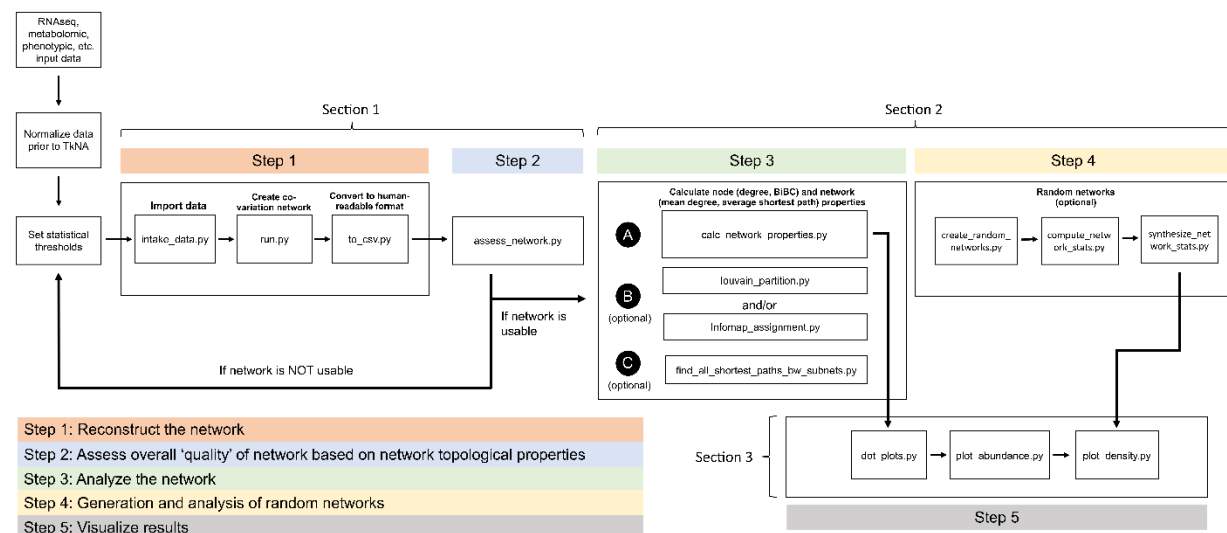 RNAseq,
metabolomic,
phenotypic, etc.
input data
Normalize data
prior to TkNA
Set statistical
thresholds
Section 1
Step 1
Step 2
Import data
intake_data.py
Create co-
variation network
run.py
Convert to human-
readable format
to_csv.py
assess_network.py
If network is
usable
If network is NOT usable
Section 2
Step 3
Step 4
Calculate node (degree, BiBC) and network
(mean degree, average shortest path) properties
A
calc_network_properties.py
B
(optional)
louvain_partition.py
and/or
Infomap_assignment.py
C
(optional)
find_all_shortest_paths_bw_subnets.py
Random networks
(optional)
create_random_
networks.py
compute_netw
ork_stats.py
synthesize_net
work_stats.py
Section 3
dot_plots.py
plot_abundance.py
plot_density.py
Step 5
Step 1: Reconstruct the network
Step 2: Assess overall ‘quality’ of network based on network topological properties
Step 3: Analyze the network
Step 4: Generation and analysis of random networks
Step 5: Visualize results